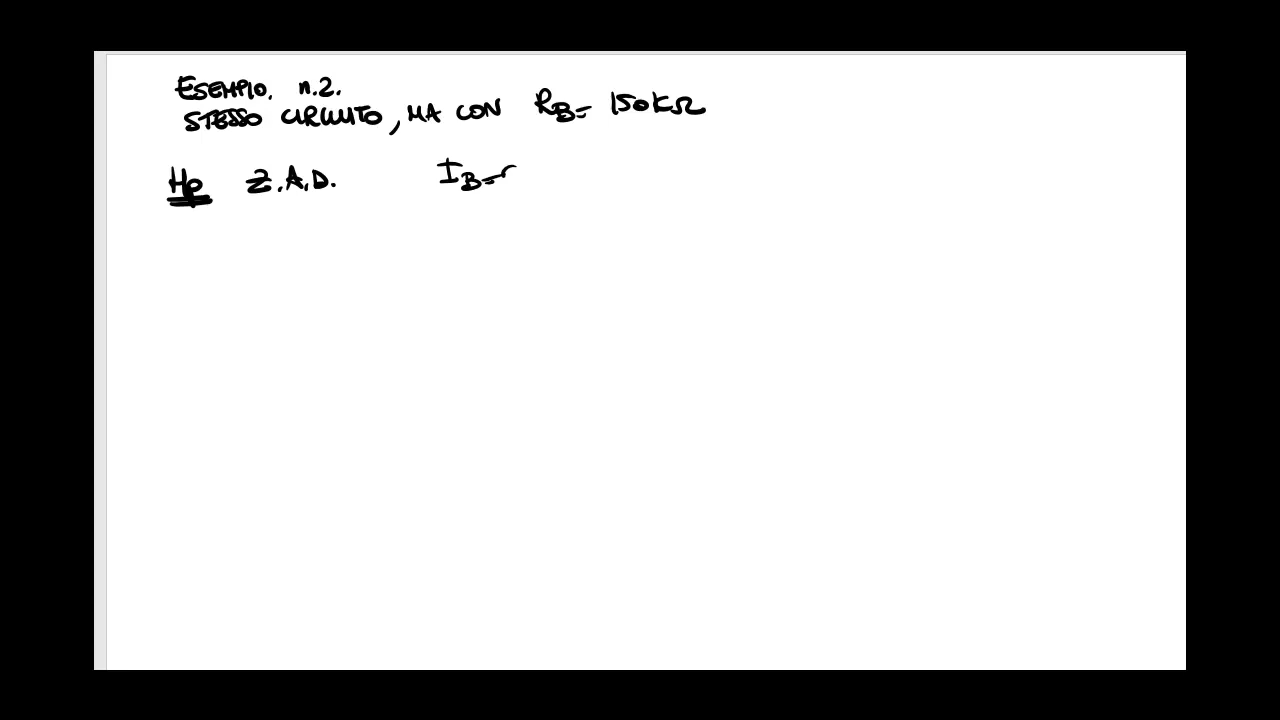 ESEMPIO. n.2.
STESSO CIRCUITO, MA CON RB= 150KΩ
Hp Z.A.D. IB=